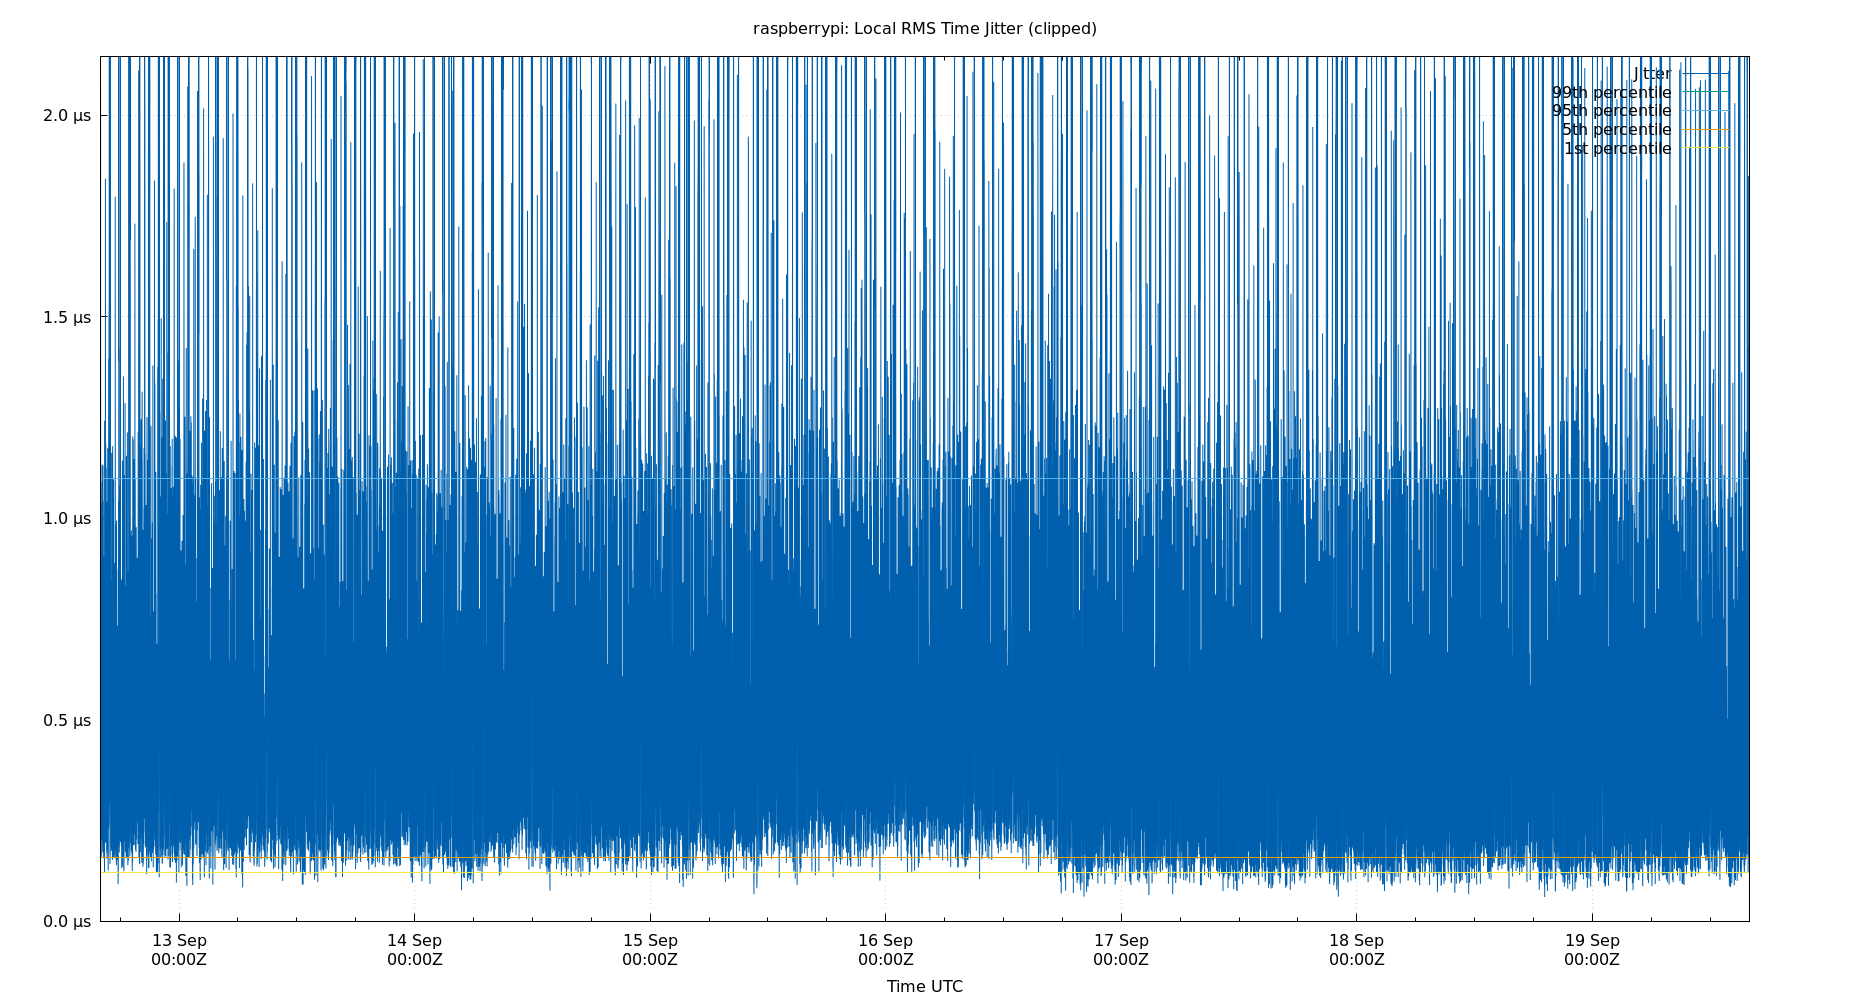 raspberrypi: Local RMS Time Jitter (clipped)
Jitter
99th percentile
95th percentile
5th percentile
1st percentile
2.0 µs
1.5 µs
1.0 µs
0.5 µs
0.0 µs
13 Sep 14 Sep 15 Sep 16 Sep 17 Sep 18 Sep 19 Sep
00:00Z 00:00Z 00:00Z 00:00Z 00:00Z 00:00Z 00:00Z
Time UTC